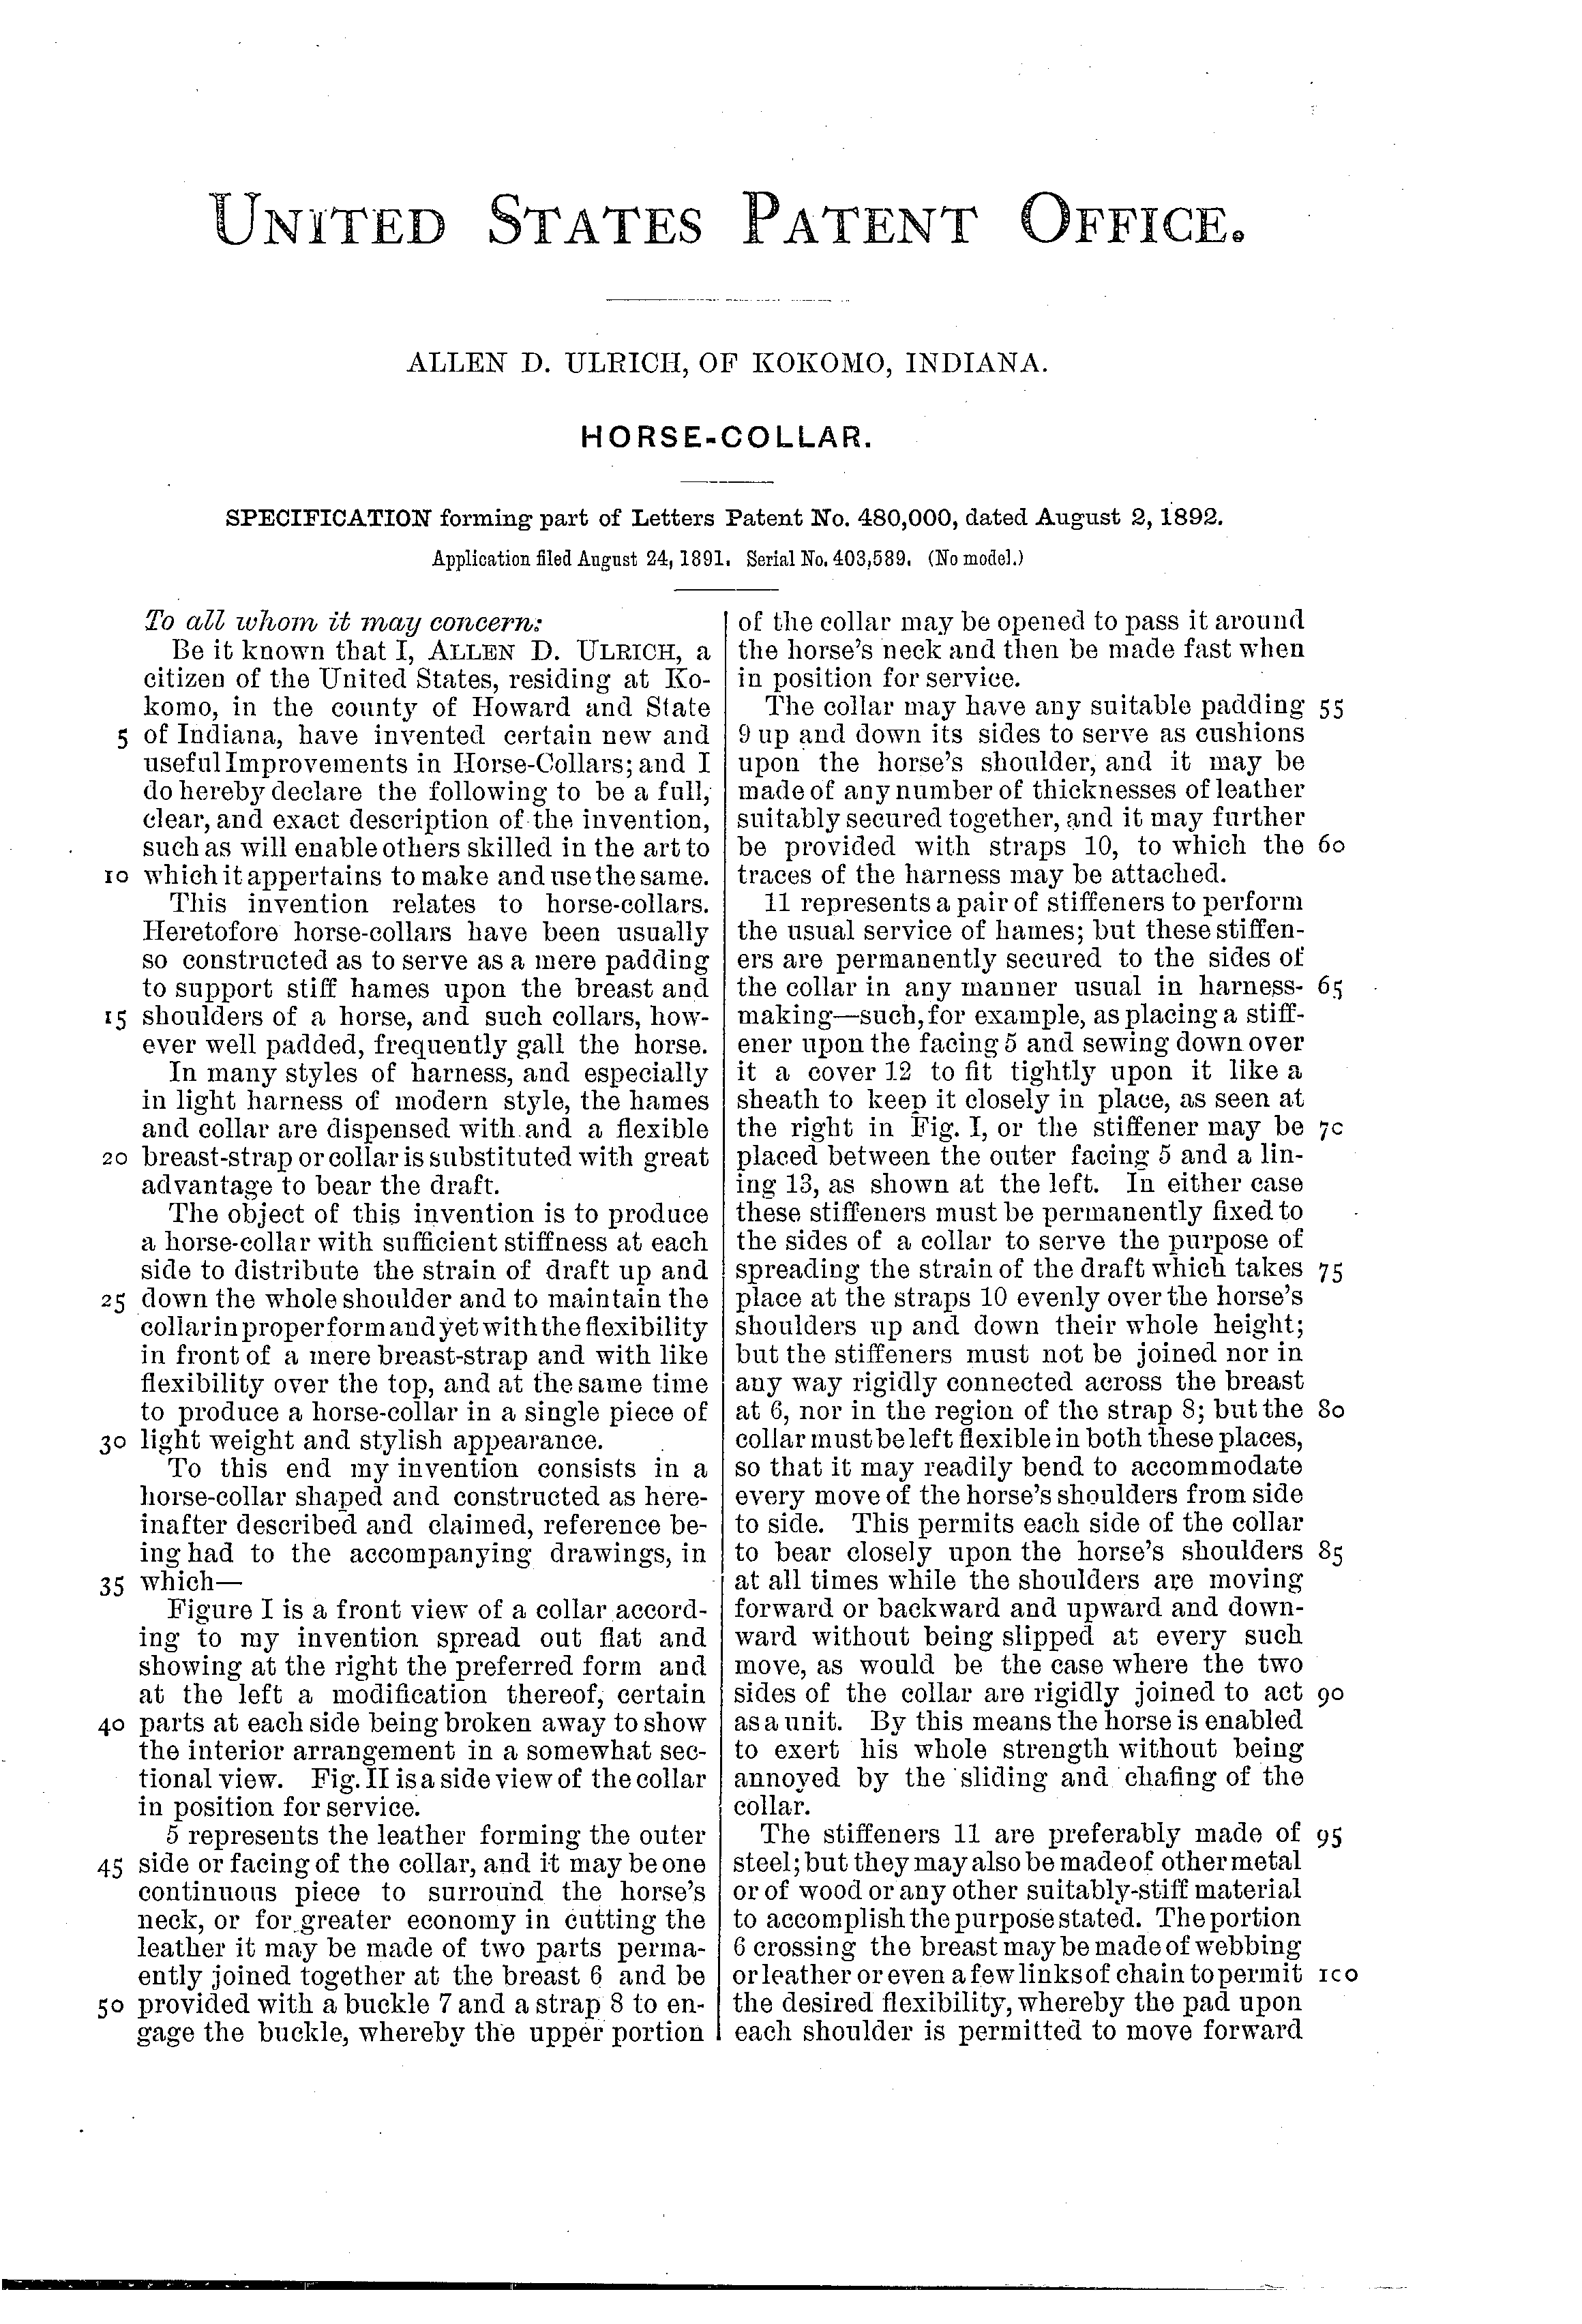 UNITED STATES PATENT OFFICE.
ALLEN D. ULRICH, OF KOKOMO, INDIANA.
HORSE-COLLAR.
SPECIFICATION forming part of Letters Patent No. 480,000, dated August 2, 1892.
Application filed August 24, 1891. Serial No. 403,589. (No model.)
To all whom it may concern:
Be it known that I, ALLEN D. ULRICH, a
citizen of the United States, residing at Ko-
komo, in the county of Howard and State
5 of Indiana, have invented certain new and
useful Improvements in Horse-Collars; and I
do hereby declare the following to be a full,
clear, and exact description of the invention,
such as will enable others skilled in the art to
10 which it appertains to make and use the same.
This invention relates to horse-collars.
Heretofore horse-collars have been usually
so constructed as to serve as a mere padding
to support stiff hames upon the breast and
15 shoulders of a horse, and such collars, how-
ever well padded, frequently gall the horse.
In many styles of harness, and especially
in light harness of modern style, the hames
and collar are dispensed with and a flexible
20 breast-strap or collar is substituted with great
advantage to bear the draft.
The object of this invention is to produce
a horse-collar with sufficient stiffness at each
side to distribute the strain of draft up and
25 down the whole shoulder and to maintain the
collar in proper form and yet with the flexibility
in front of a mere breast-strap and with like
flexibility over the top, and at the same time
to produce a horse-collar in a single piece of
30 light weight and stylish appearance.
To this end my invention consists in a
horse-collar shaped and constructed as here-
inafter described and claimed, reference be-
ing had to the accompanying drawings, in
35 which—
Figure I is a front view of a collar accord-
ing to my invention spread out flat and
showing at the right the preferred form and
at the left a modification thereof, certain
40 parts at each side being broken away to show
the interior arrangement in a somewhat sec-
tional view. Fig. II is a side view of the collar
in position for service.
5 represents the leather forming the outer
45 side or facing of the collar, and it may be one
continuous piece to surround the horse's
neck, or for greater economy in cutting the
leather it may be made of two parts perma-
ently joined together at the breast 6 and be
50 provided with a buckle 7 and a strap 8 to en-
gage the buckle, whereby the upper portion
of the collar may be opened to pass it around
the horse's neck and then be made fast when
in position for service.
The collar may have any suitable padding 55
9 up and down its sides to serve as cushions
upon the horse's shoulder, and it may be
made of any number of thicknesses of leather
suitably secured together, and it may further
be provided with straps 10, to which the 60
traces of the harness may be attached.
11 represents a pair of stiffeners to perform
the usual service of hames; but these stiffen-
ers are permanently secured to the sides of
the collar in any manner usual in harness- 65
making—such, for example, as placing a stiff-
ener upon the facing 5 and sewing down over
it a cover 12 to fit tightly upon it like a
sheath to keep it closely in place, as seen at
the right in Fig. I, or the stiffener may be 70
placed between the outer facing 5 and a lin-
ing 13, as shown at the left. In either case
these stiffeners must be permanently fixed to
the sides of a collar to serve the purpose of
spreading the strain of the draft which takes 75
place at the straps 10 evenly over the horse's
shoulders up and down their whole height;
but the stiffeners must not be joined nor in
any way rigidly connected across the breast
at 6, nor in the region of the strap 8; but the 80
collar must be left flexible in both these places,
so that it may readily bend to accommodate
every move of the horse's shoulders from side
to side. This permits each side of the collar
to bear closely upon the horse's shoulders 85
at all times while the shoulders are moving
forward or backward and upward and down-
ward without being slipped at every such
move, as would be the case where the two
sides of the collar are rigidly joined to act 90
as a unit. By this means the horse is enabled
to exert his whole strength without being
annoyed by the sliding and chafing of the
collar.
The stiffeners 11 are preferably made of 95
steel; but they may also be made of other metal
or of wood or any other suitably-stiff material
to accomplish the purpose stated. The portion
6 crossing the breast may be made of webbing
or leather or even a few links of chain to permit 100
the desired flexibility, whereby the pad upon
each shoulder is permitted to move forward